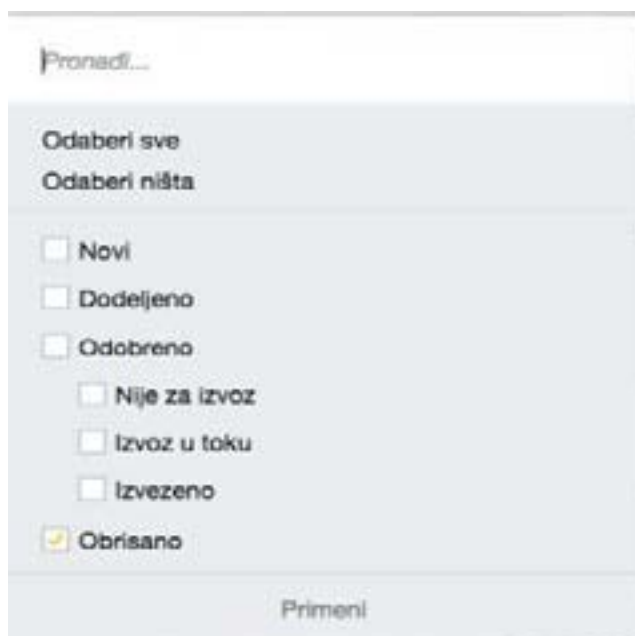 Pronađi...
Odaberi sve
Odaberi ništa
Novi
Dodeljeno
Odobreno
Nije za izvoz
Izvoz u toku
Izvezeno
Obrisano
Primeni